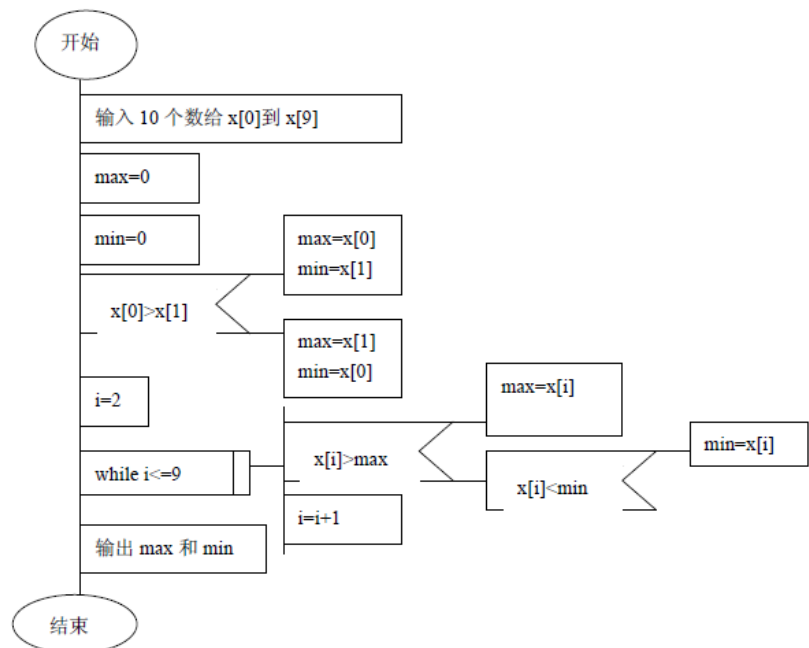 开始
输入 10 个数给 x[0]到 x[9]
max=0
min=0
x[0]>x[1]
max=x[0]
min=x[1]
max=x[1]
min=x[0]
i=2
while i<=9
x[i]>max
max=x[i]
x[i]<min
min=x[i]
i=i+1
输出 max 和 min
结束